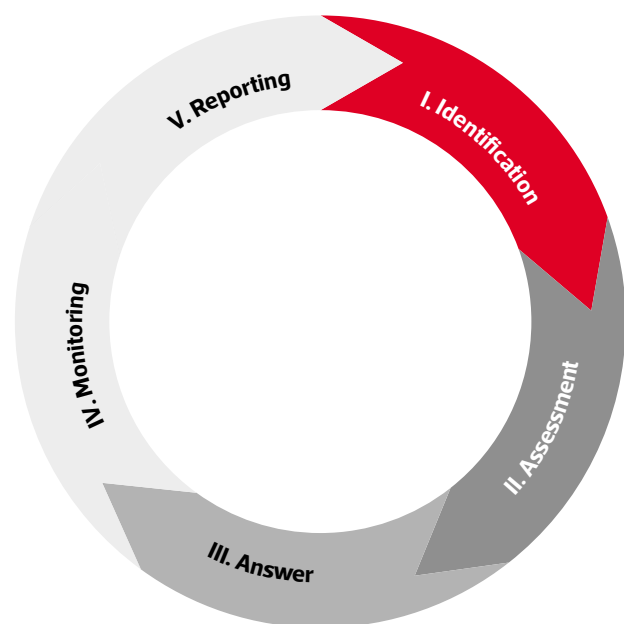 I. Identification
II. Assessment
III. Answer
IV. Monitoring
V. Reporting